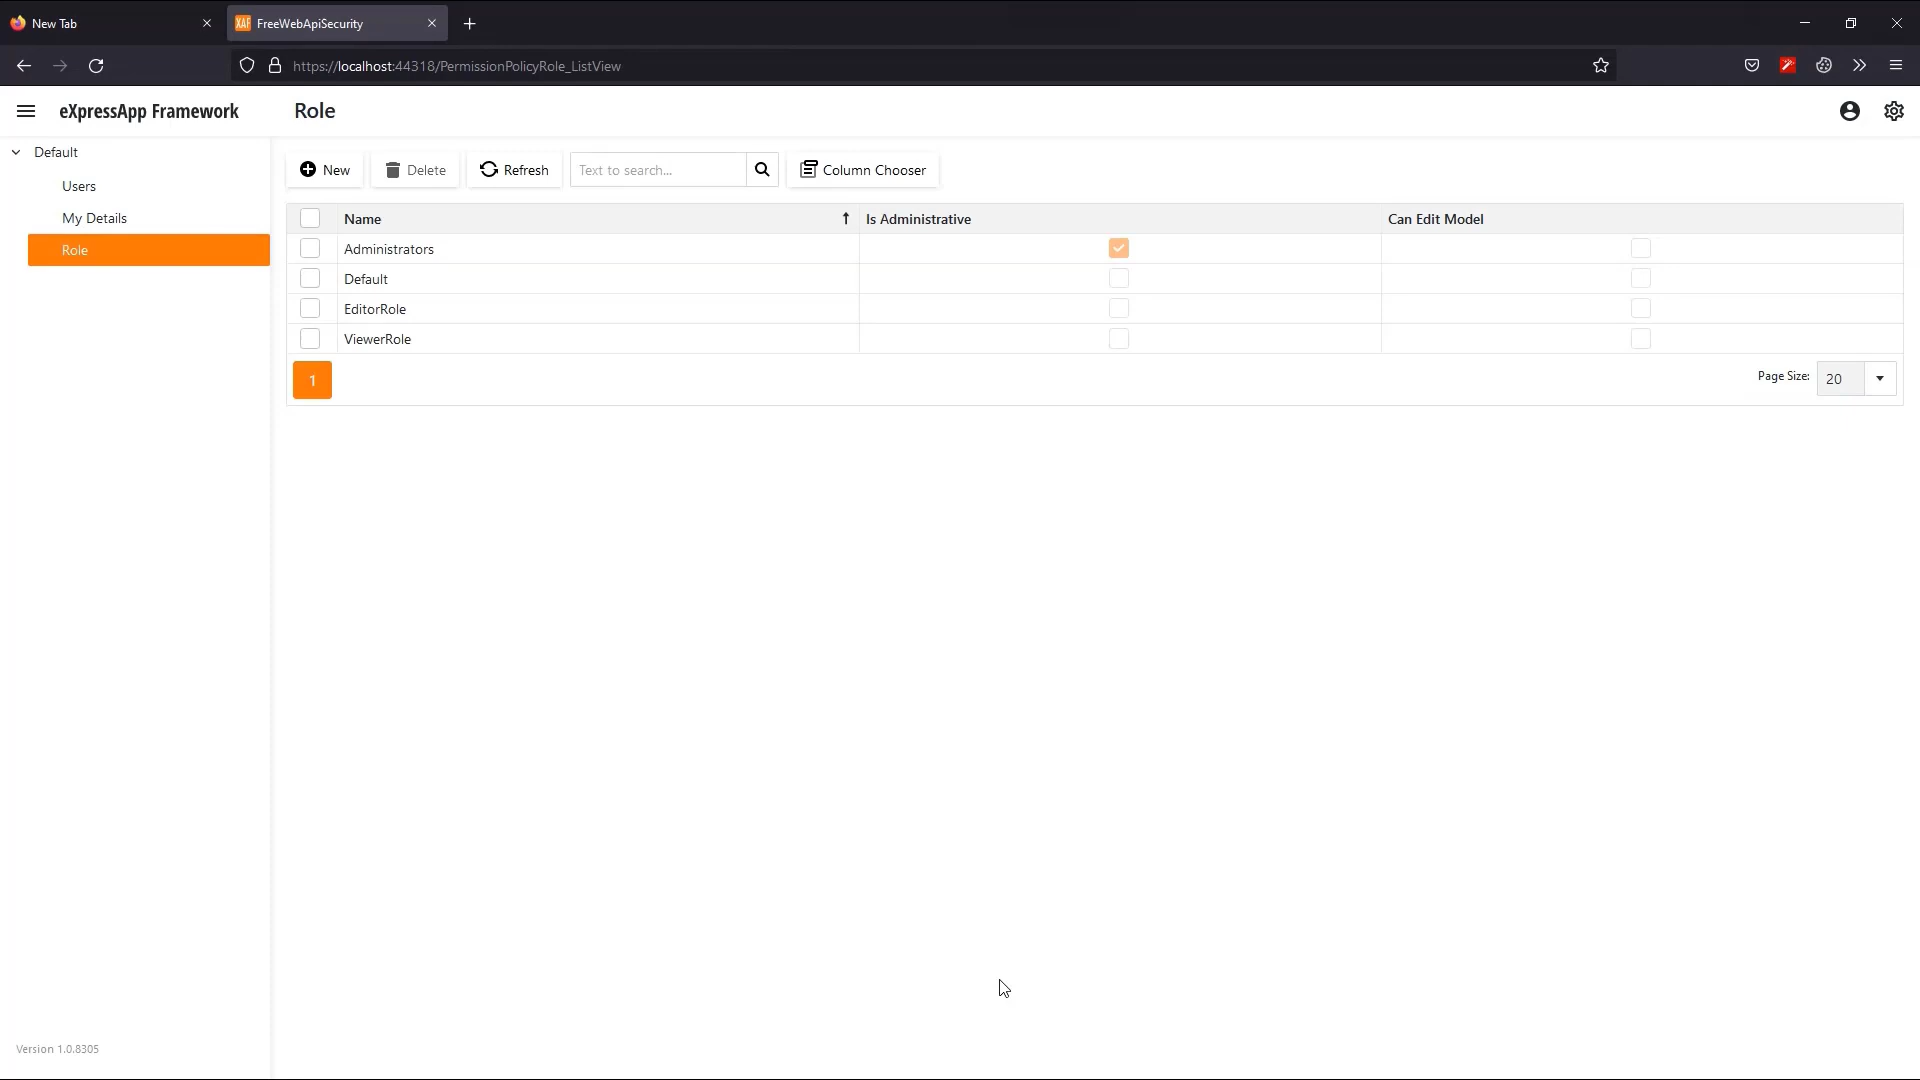 New Tab
XAF FreeWebApiSecurity
https://localhost:44318/PermissionPolicyRole_ListView
eXpressApp Framework
Role
Default
Users
My Details
Role
New
Delete
Refresh
Text to search...
Column Chooser
Name
Is Administrative
Can Edit Model
Administrators
Default
EditorRole
ViewerRole
1
Page Size:
20
Version 1.0.8305